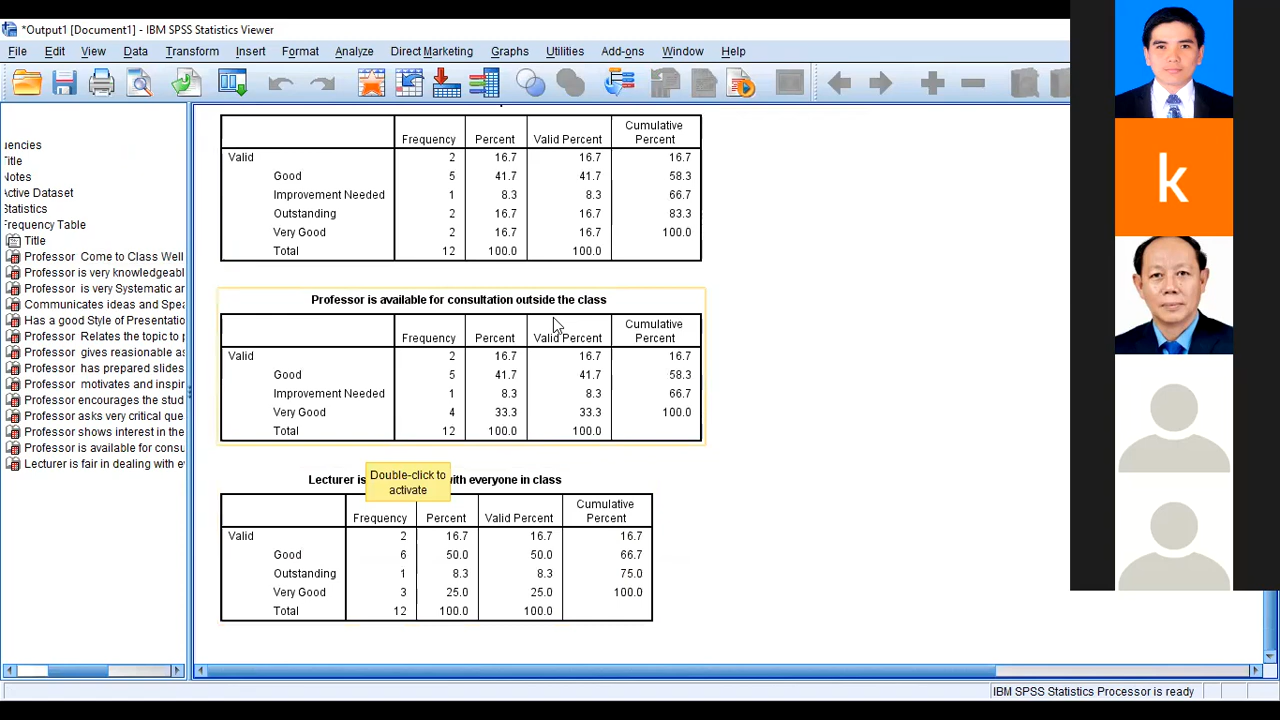 *Output1 [Document1] - IBM SPSS Statistics Viewer
File Edit View Data Transform Insert Format Analyze Direct Marketing Graphs Utilities Add-ons Window Help
uencies
Title
Notes
Active Dataset
Statistics
Frequency Table
Title
Professor Come to Class Well
Professor is very knowledgeabl
Professor is very Systematic ar
Communicates ideas and Spea
Has a good Style of Presentatio
Professor Relates the topic to p
Professor gives reasonable as
Professor has prepared slides
Professor motivates and inspir
Professor encourages the stud
Professor asks very critical que
Professor shows interest in the
Professor is available for consu
Lecturer is fair in dealing with e
Frequency Percent Valid Percent Cumulative Percent
Valid 2 16.7 16.7 16.7
Good 5 41.7 41.7 58.3
Improvement Needed 1 8.3 8.3 66.7
Outstanding 2 16.7 16.7 83.3
Very Good 2 16.7 16.7 100.0
Total 12 100.0 100.0
Professor is available for consultation outside the class
Frequency Percent Valid Percent Cumulative Percent
Valid 2 16.7 16.7 16.7
Good 5 41.7 41.7 58.3
Improvement Needed 1 8.3 8.3 66.7
Very Good 4 33.3 33.3 100.0
Total 12 100.0 100.0
Double-click to
activate
Lecturer is with everyone in class
Frequency Percent Valid Percent Cumulative Percent
Valid 2 16.7 16.7 16.7
Good 6 50.0 50.0 66.7
Outstanding 1 8.3 8.3 75.0
Very Good 3 25.0 25.0 100.0
Total 12 100.0 100.0
IBM SPSS Statistics Processor is ready
k